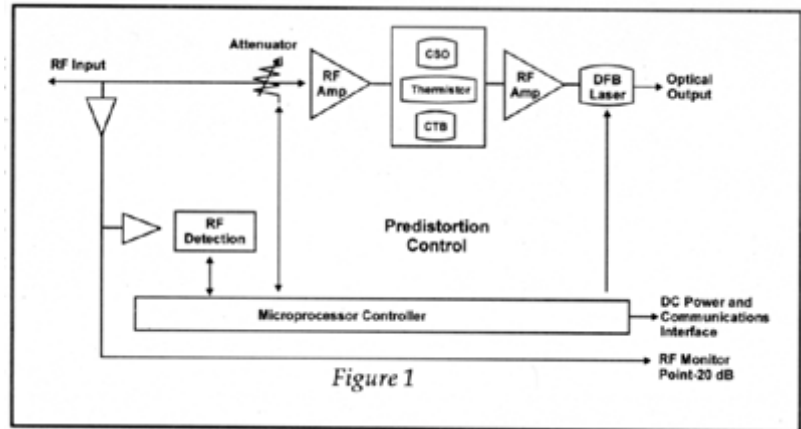 Attenuator
RF Input
RF
Amp
CSO
Thermistor
CTB
RF
Amp
DFB
Laser
Optical
Output
RF
Detection
Predistortion
Control
Microprocessor Controller
DC Power and
Communications
Interface
RF Monitor
Point-20 dB
Figure 1